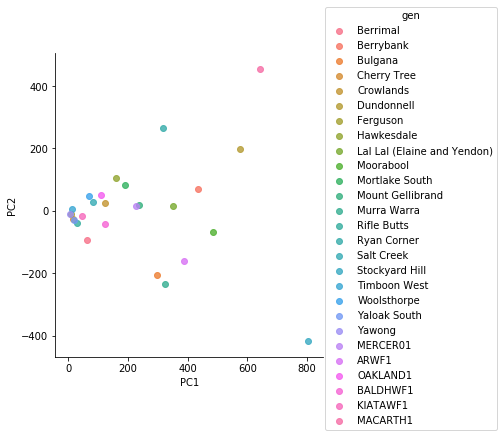 gen
Berrimal
Berrybank
Bulgana
Cherry Tree
Crowlands
Dundonnell
Ferguson
Hawkesdale
Lal Lal (Elaine and Yendon)
Moorabool
Mortlake South
Mount Gellibrand
Murra Warra
Rifle Butts
Ryan Corner
Salt Creek
Stockyard Hill
Timboon West
Woolsthorpe
Yaloak South
Yawong
MERCER01
ARWF1
OAKLAND1
BALDHWF1
KIATAWF1
MACARTH1
400
200
0
−200
−400
PC2
0 200 400 600 800
PC1